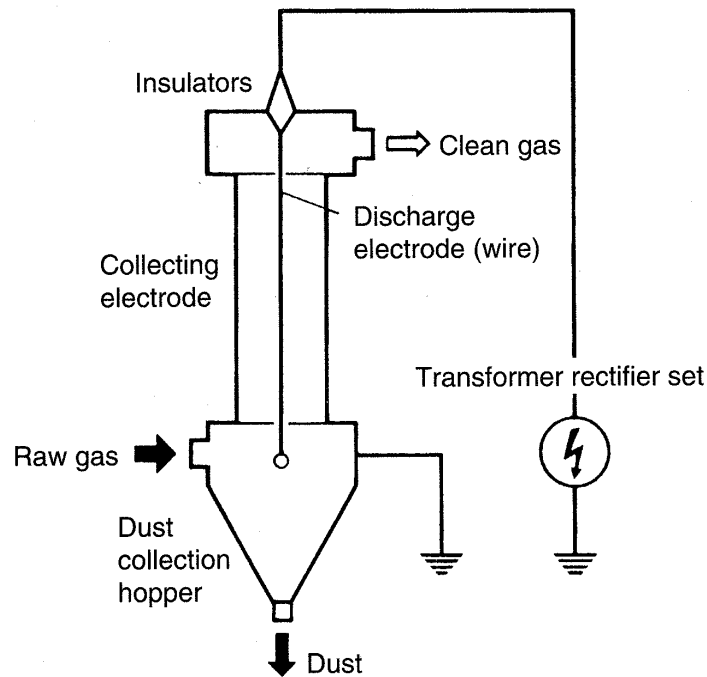 Insulators
Clean gas
Discharge
electrode (wire)
Collecting
electrode
Transformer rectifier set
Raw gas
Dust
collection
hopper
Dust